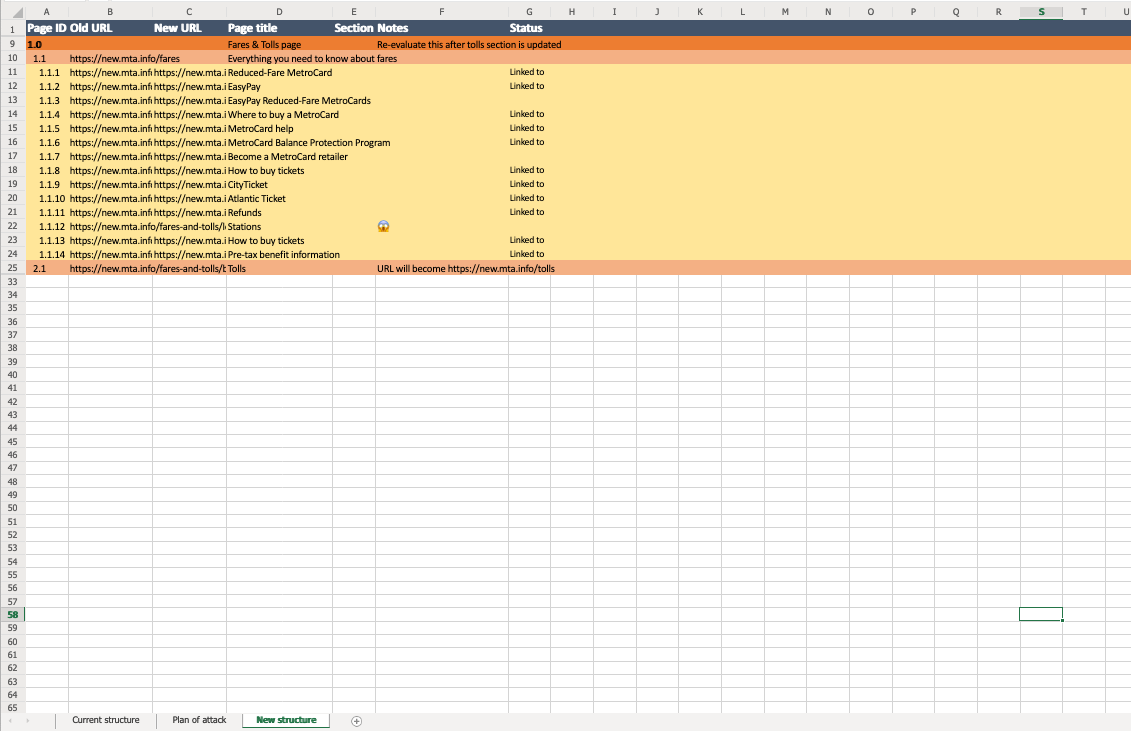 A B C D E F G H I J K L M N O P Q R S T U
1 Page ID Old URL New URL Page title Section Notes Status
9 1.0 Fares & Tolls page Re-evaluate this after tolls section is updated
10 1.1 https://new.mta.info/fares Everything you need to know about fares
11 1.1.1 https://new.mta.inf https://new.mta.i Reduced-Fare MetroCard Linked to
12 1.1.2 https://new.mta.inf https://new.mta.i EasyPay Linked to
13 1.1.3 https://new.mta.inf https://new.mta.i EasyPay Reduced-Fare MetroCards
14 1.1.4 https://new.mta.inf https://new.mta.i Where to buy a MetroCard Linked to
15 1.1.5 https://new.mta.inf https://new.mta.i MetroCard help Linked to
16 1.1.6 https://new.mta.inf https://new.mta.i MetroCard Balance Protection Program Linked to
17 1.1.7 https://new.mta.inf https://new.mta.i Become a MetroCard retailer
18 1.1.8 https://new.mta.inf https://new.mta.i How to buy tickets Linked to
19 1.1.9 https://new.mta.inf https://new.mta.i CityTicket Linked to
20 1.1.10 https://new.mta.inf https://new.mta.i Atlantic Ticket Linked to
21 1.1.11 https://new.mta.inf https://new.mta.i Refunds Linked to
22 1.1.12 https://new.mta.info/fares-and-tolls/l Stations 😱
23 1.1.13 https://new.mta.inf https://new.mta.i How to buy tickets Linked to
24 1.1.14 https://new.mta.inf https://new.mta.i Pre-tax benefit information Linked to
25 2.1 https://new.mta.info/fares-and-tolls/t Tolls URL will become https://new.mta.info/tolls
33
34
35
36
37
38
39
40
41
42
43
44
45
46
47
48
49
50
51
52
53
54
55
56
57
58
59
60
61
62
63
64
65
Current structure Plan of attack New structure